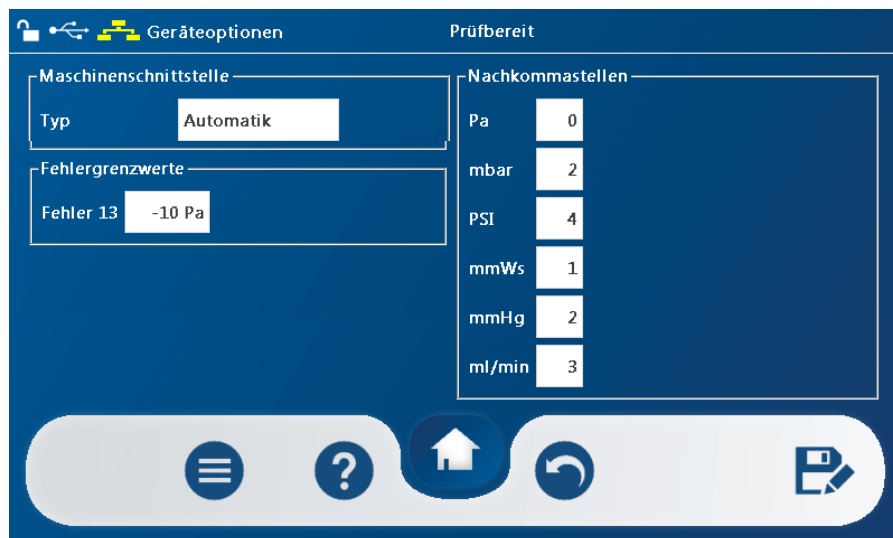 Geräteoptionen Prüfbereit
Maschinenschnittstelle
Typ Automatik
Fehlergrenzwerte
Fehler 13 -10 Pa
Nachkommastellen
Pa 0
mbar 2
PSI 4
mmWs 1
mmHg 2
ml/min 3
?